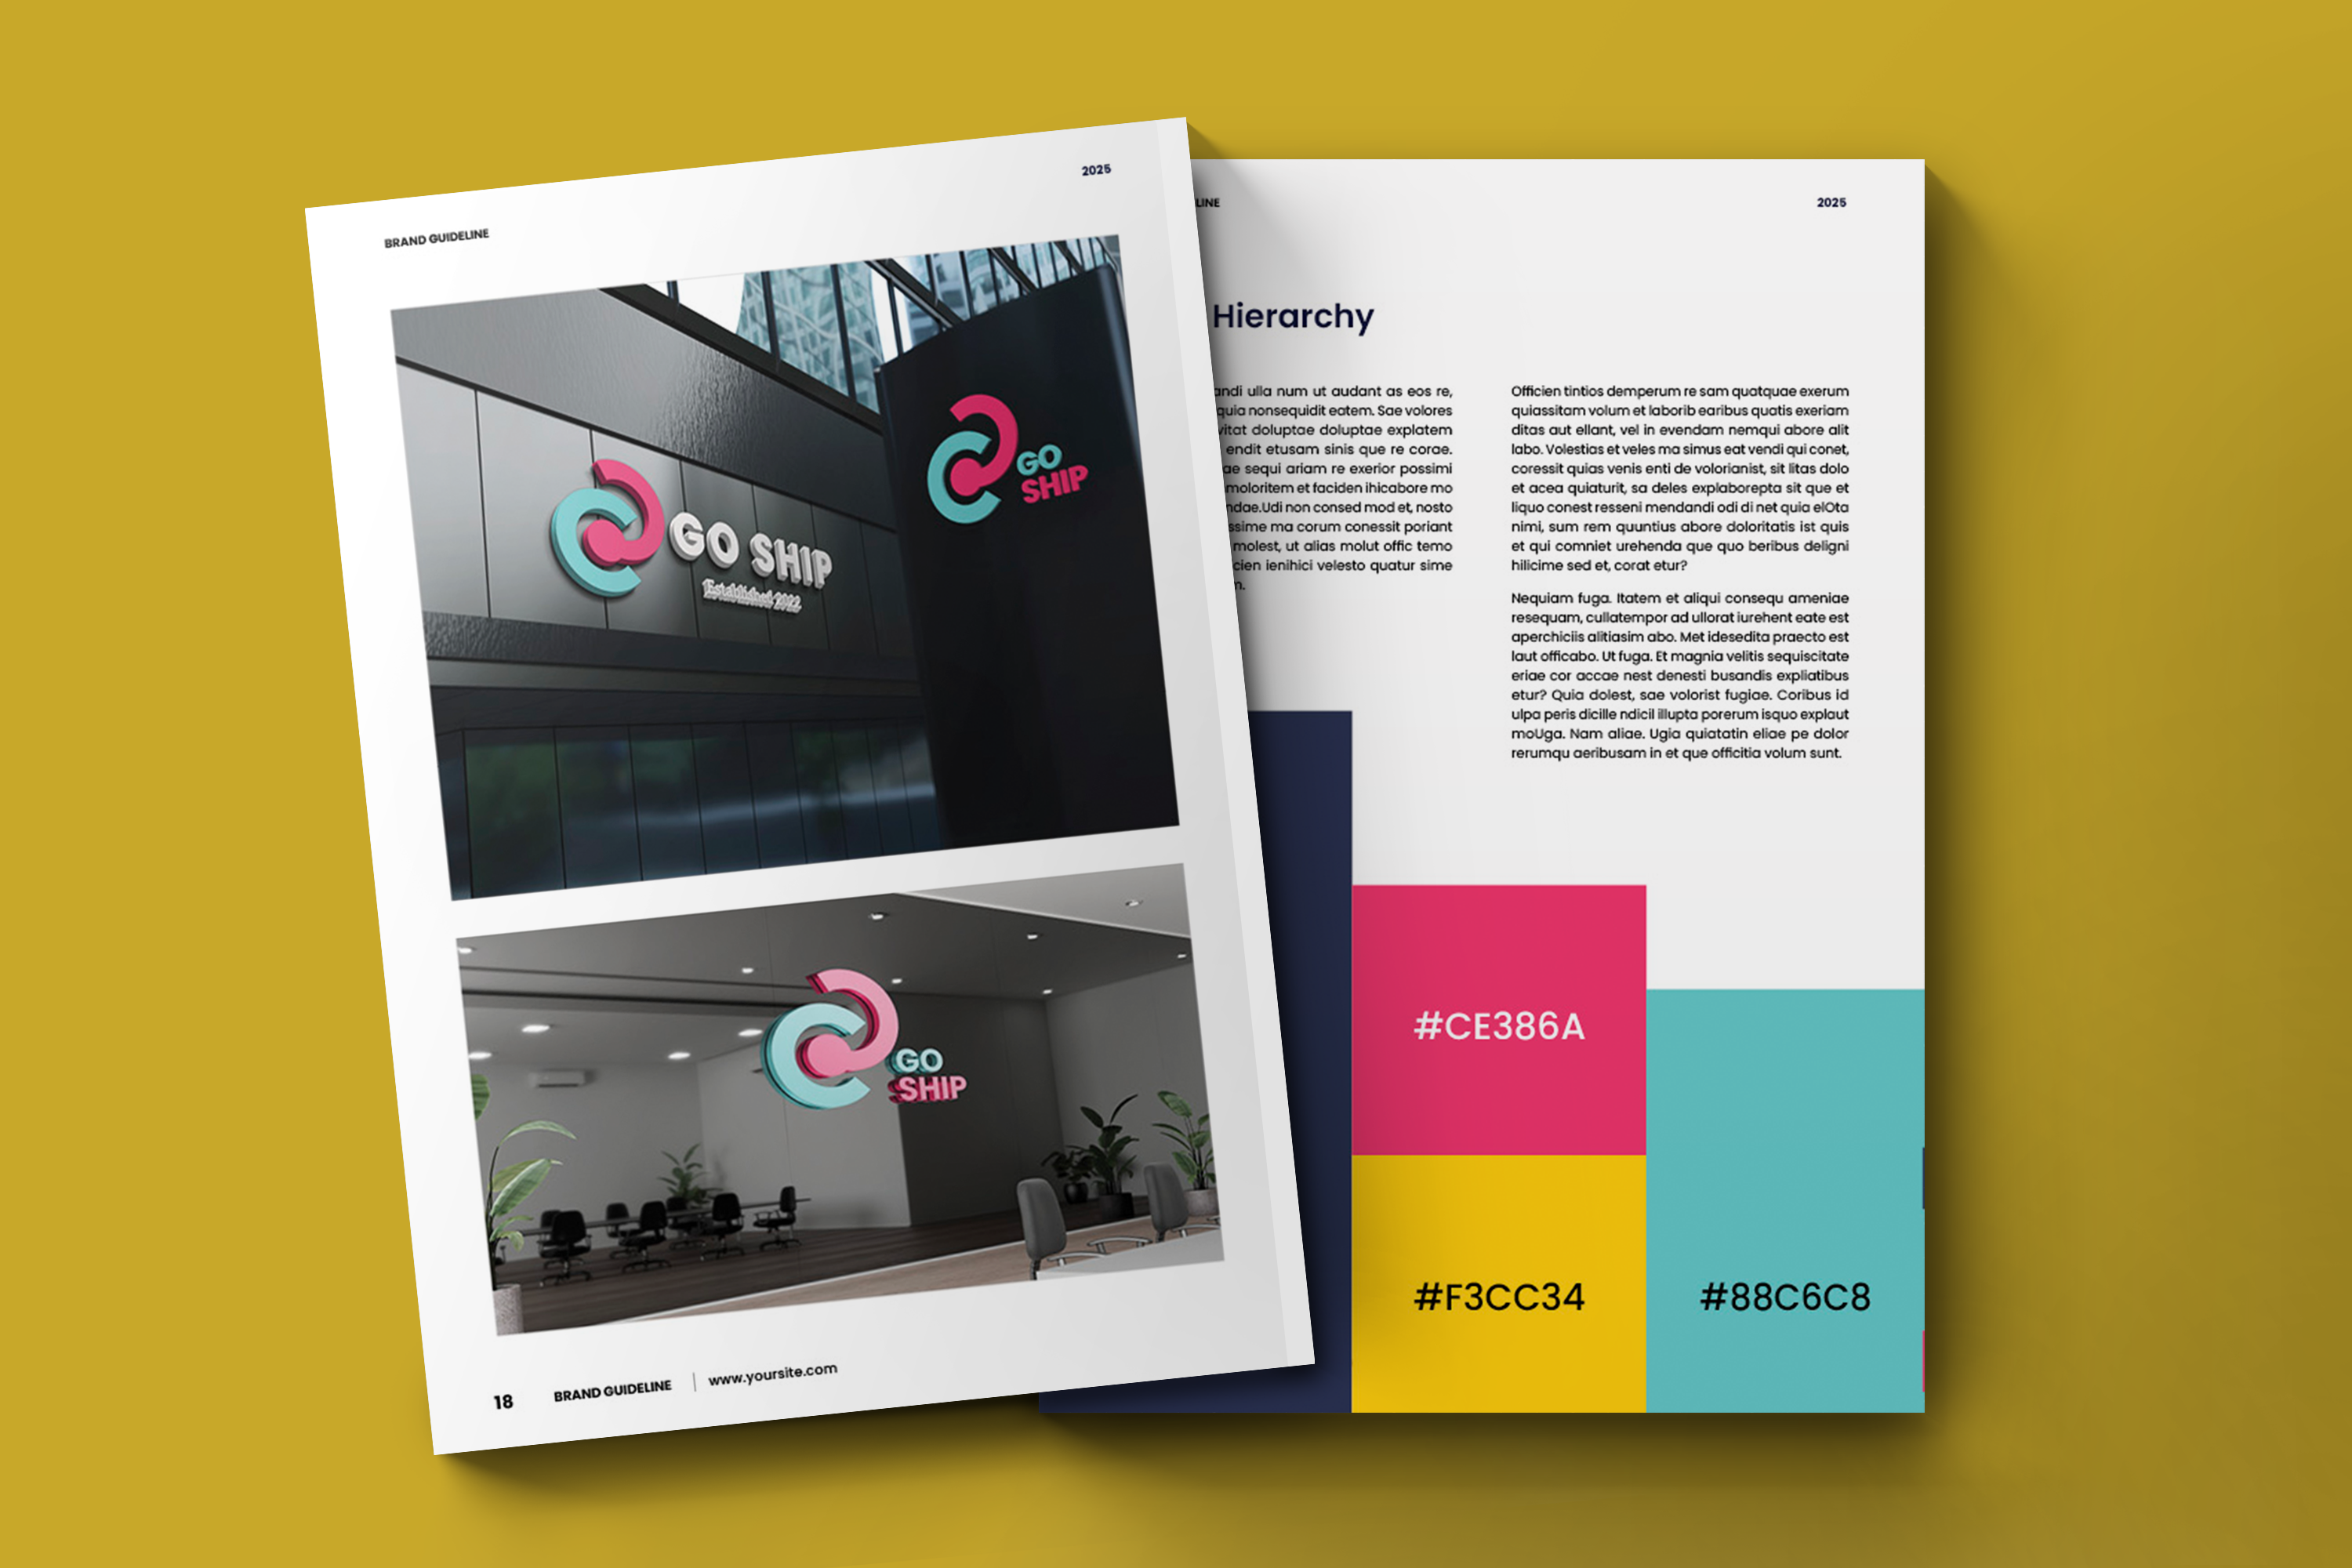 BRAND GUIDELINE
2025
GO SHIP
Established 2022
GO
SHIP
GO
SHIP
18
BRAND GUIDELINE
www.yoursite.com
2025
Hierarchy
ulla num ut audant as eos re,
quia nonsequidit eatem. Sae volores
doluptae doluptae explatem
endit etusam sinis que re corae.
sequi ariam re exerior possimi
moloritem et faciden ihicabore mo
non consed mod et, nosto
ma corum conessit poriant
molest, ut alias molut offic temo
ienihici velesto quatur sime
Officien tintios demperum re sam quatquae exerum
quiassitam volum et laborib earibus quatis exeriam
ditas aut ellant, vel in evendam nemqui abore alit
labo. Volestias et veles ma simus eat vendi qui conet,
coressit quias venis enti de volorianist, sit litas dolo
et acea quiaturit, sa deles explaborepta sit que et
liquo conest resseni mendandi odi di net quia elOta
nimi, sum rem quuntius abore doloritatis ist quis
et qui comniet urehenda que quo beribus deligni
hilicime sed et, corat etur?
Nequiam fuga. Itatem et aliqui consequ ameniae
resequam, cullatempor ad ullorat iurehent eate est
aperchiciis alitiasim abo. Met idesedita praecto est
laut officabo. Ut fuga. Et magnia velitis sequiscitate
eriae cor accae nest denesti busandis expliatibus
etur? Quia dolest, sae volorist fugiae. Coribus id
ulpa peris dicille ndicil illupta porerum isquo explaut
moUga. Nam aliae. Ugia quiatatin eliae pe dolor
rerumqu aeribusam in et que officitia volum sunt.
#CE386A
#F3CC34
#88C6C8